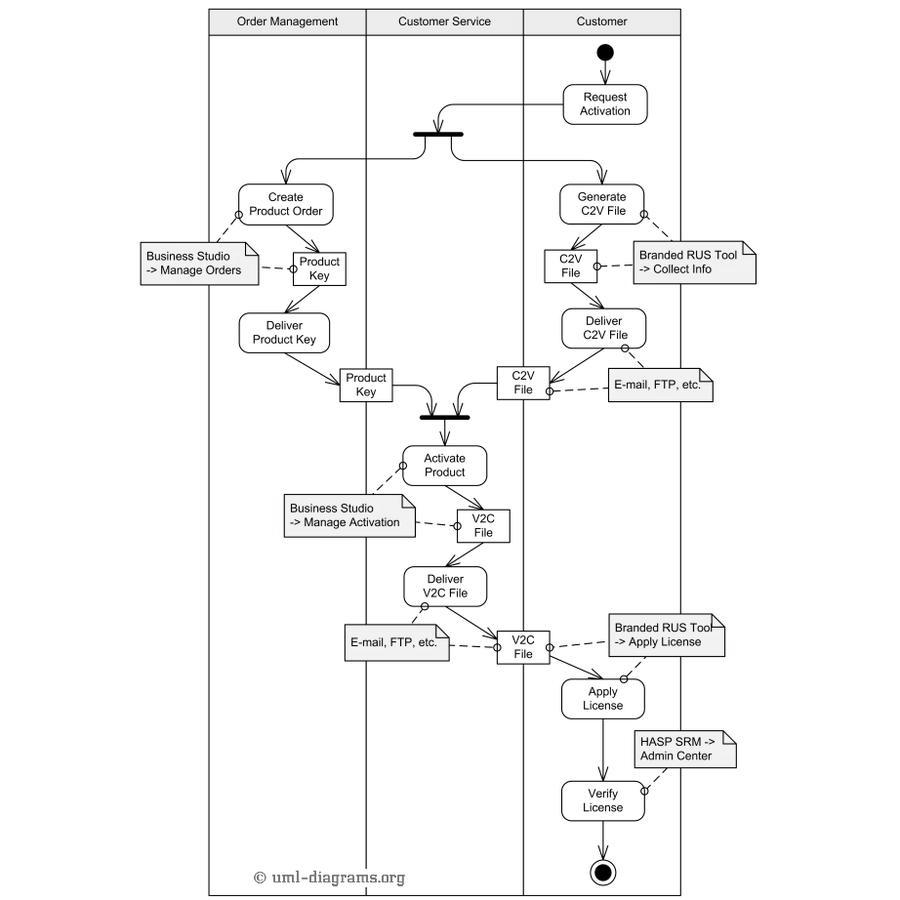 Order Management
Customer Service
Customer
Request
Activation
Create
Product Order
Generate
C2V File
Business Studio
-> Manage Orders
Product
Key
C2V
File
Branded RUS Tool
-> Collect Info
Deliver
Product Key
Deliver
C2V File
Product
Key
C2V
File
E-mail, FTP, etc.
Activate
Product
Business Studio
-> Manage Activation
V2C
File
Deliver
V2C File
E-mail, FTP, etc.
V2C
File
Branded RUS Tool
-> Apply License
Apply
License
HASP SRM ->
Admin Center
Verify
License
© uml-diagrams.org